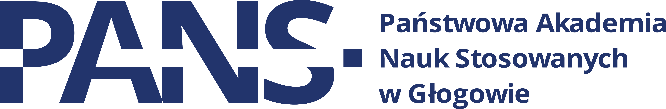 PANS
Państwowa Akademia
Nauk Stosowanych
w Głogowie